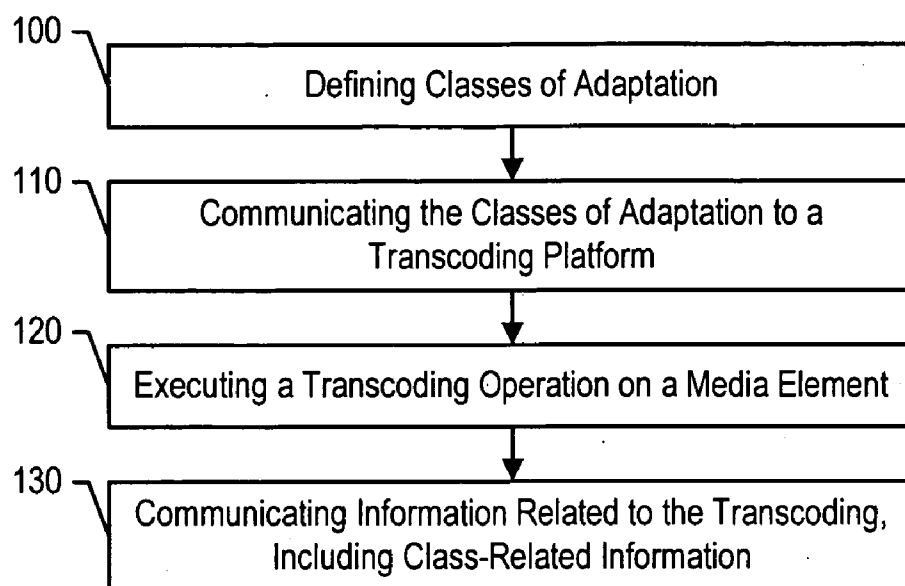 100
Defining Classes of Adaptation
110
Communicating the Classes of Adaptation to a
Transcoding Platform
120
Executing a Transcoding Operation on a Media Element
130
Communicating Information Related to the Transcoding,
Including Class-Related Information